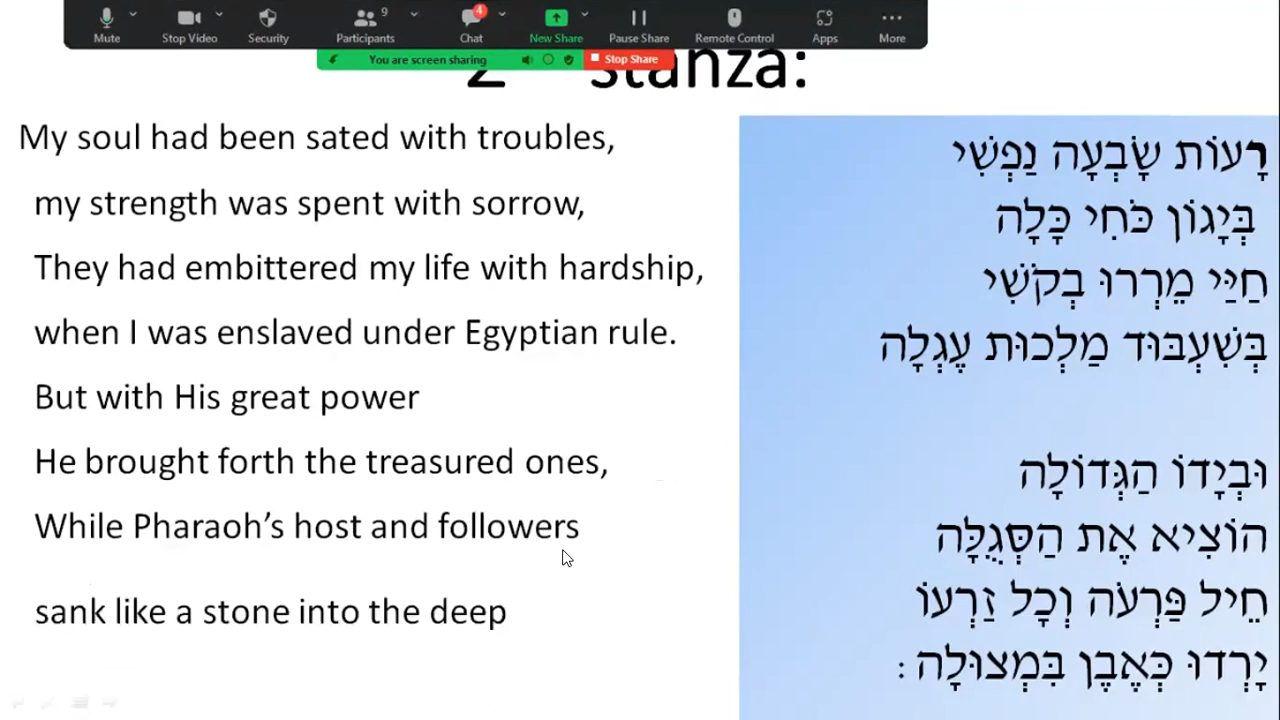 Mute
Stop Video
Security
9
Participants
4
Chat
New Share
Pause Share
Remote Control
Apps
More
You are screen sharing
Stop Share
stanza:
My soul had been sated with troubles,
my strength was spent with sorrow,
They had embittered my life with hardship,
when I was enslaved under Egyptian rule.
But with His great power
He brought forth the treasured ones,
While Pharaoh’s host and followers
sank like a stone into the deep
רָעוֹת שָׂבְעָה נַפְשִׁי
בְּיָגוֹן כֹּחִי כָּלָה
חַיַּי מֵרְרוּ בְקֹשִׁי
בְּשִׁעְבּוּד מַלְכוּת עֶגְלָה
וּבְיָדוֹ הַגְּדוֹלָה
הוֹצִיא אֶת הַסְּגֻלָּה
חֵיל פַּרְעֹה וְכָל זַרְעוֹ
יָרְדוּ כְּאֶבֶן בִּמְצוּלָה :